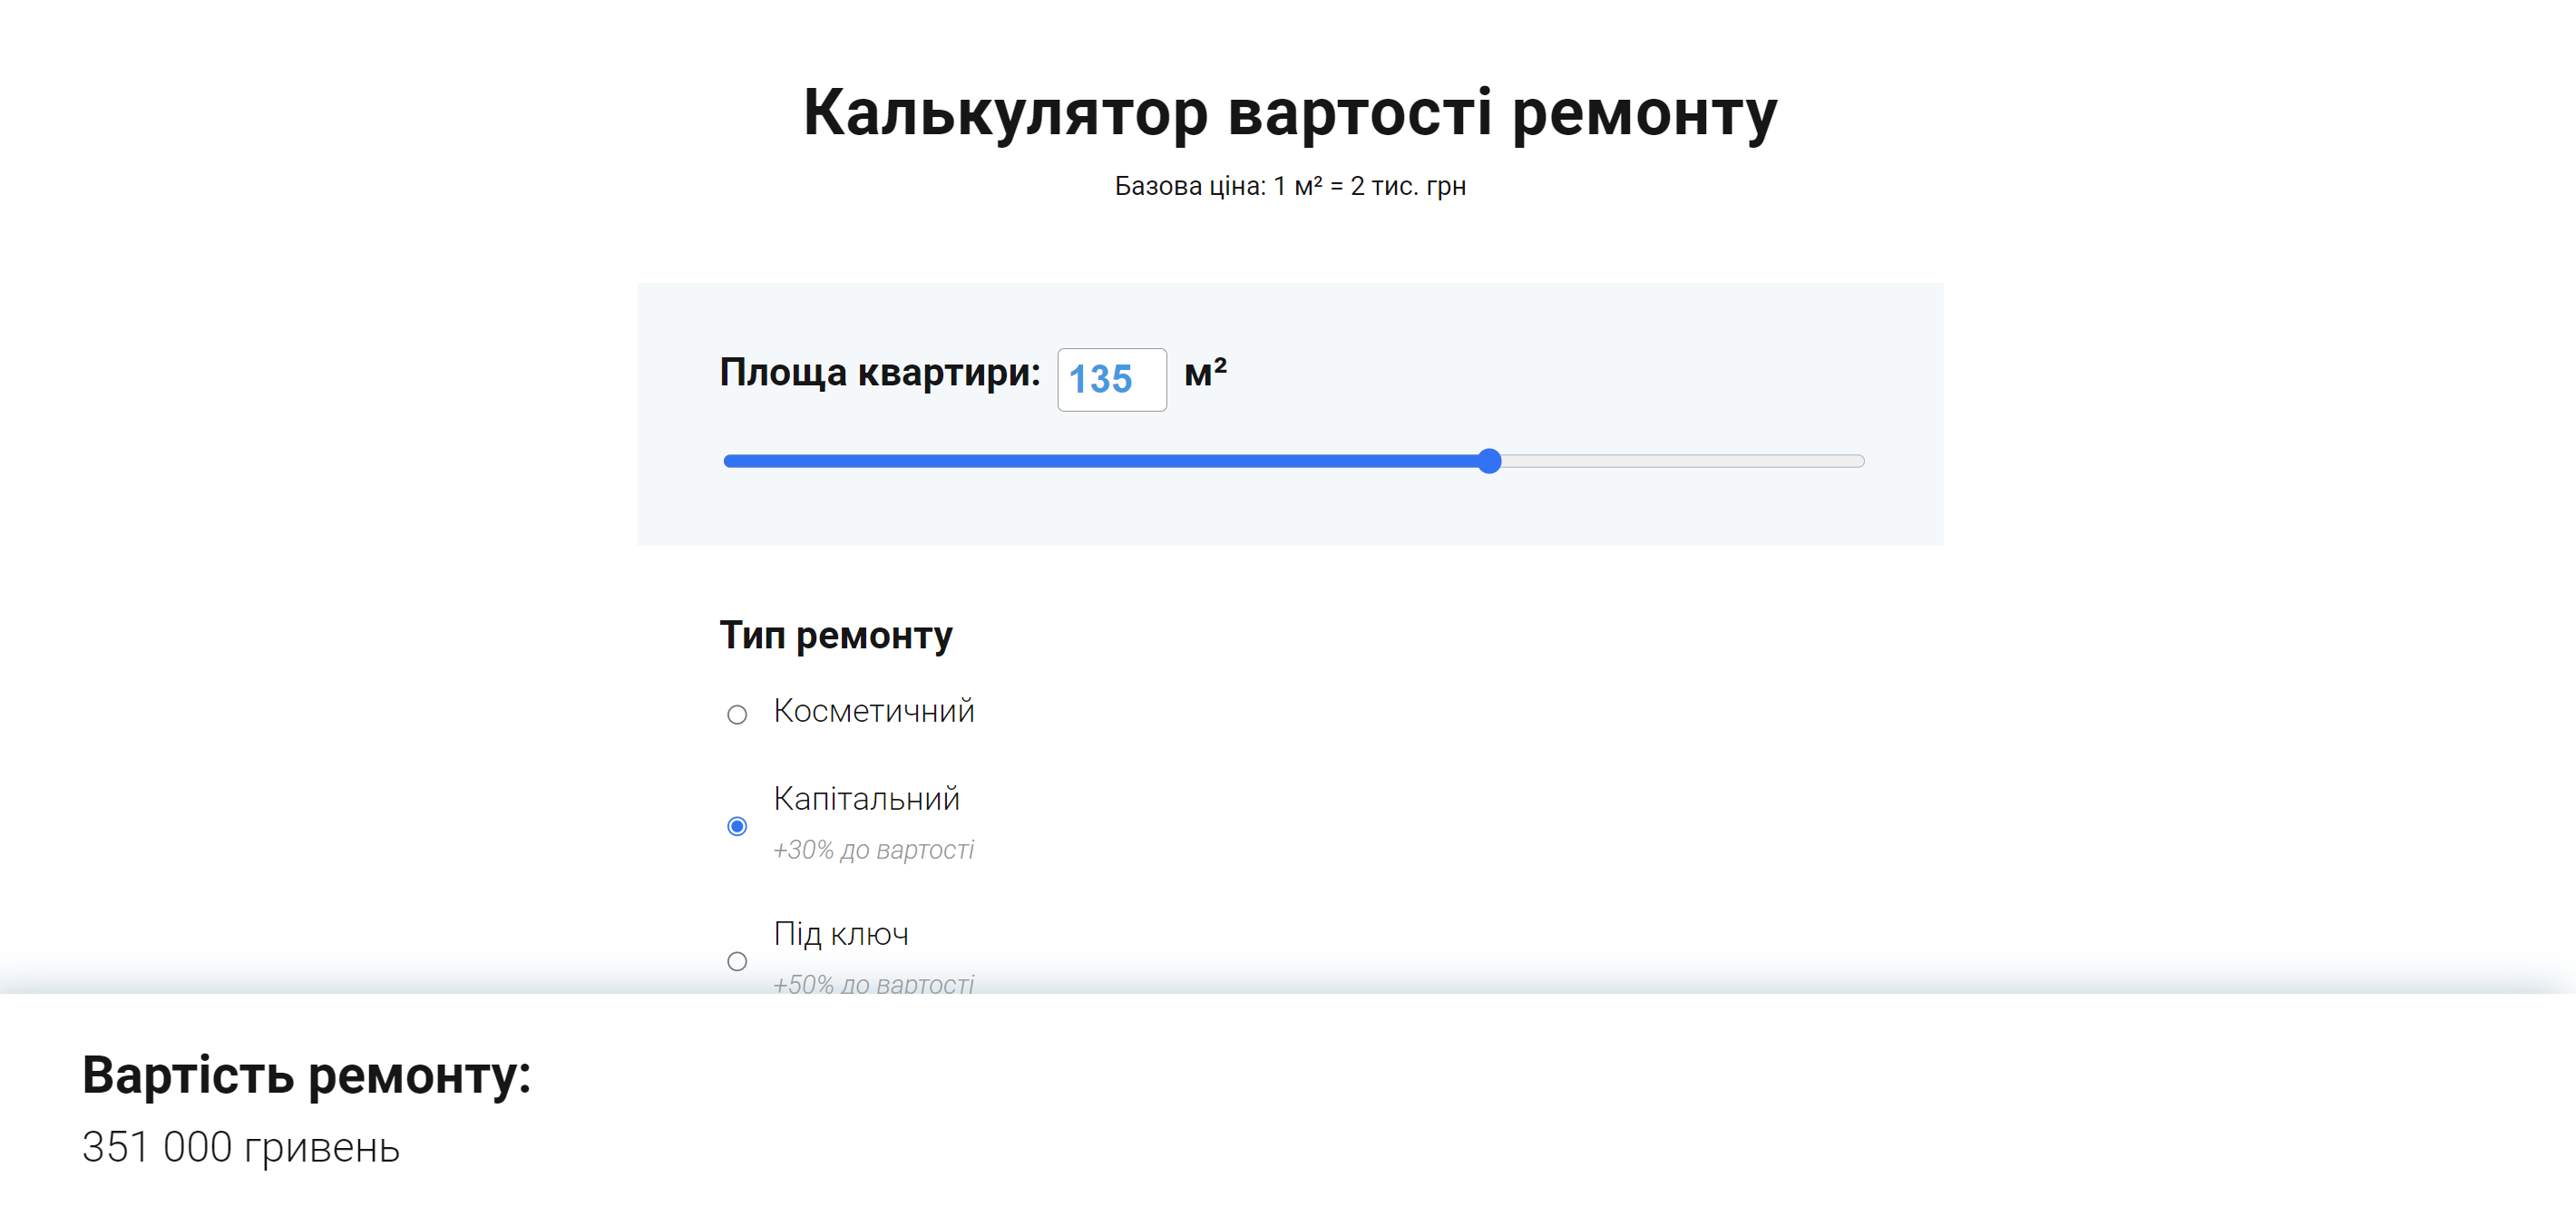 Калькулятор вартості ремонту
Базова ціна: 1 м² = 2 тис. грн
Площа квартири: 135 м²
Тип ремонту
Косметичний
Капітальний
+30% до вартості
Під ключ
+50% до вартості
Вартість ремонту:
351 000 гривень